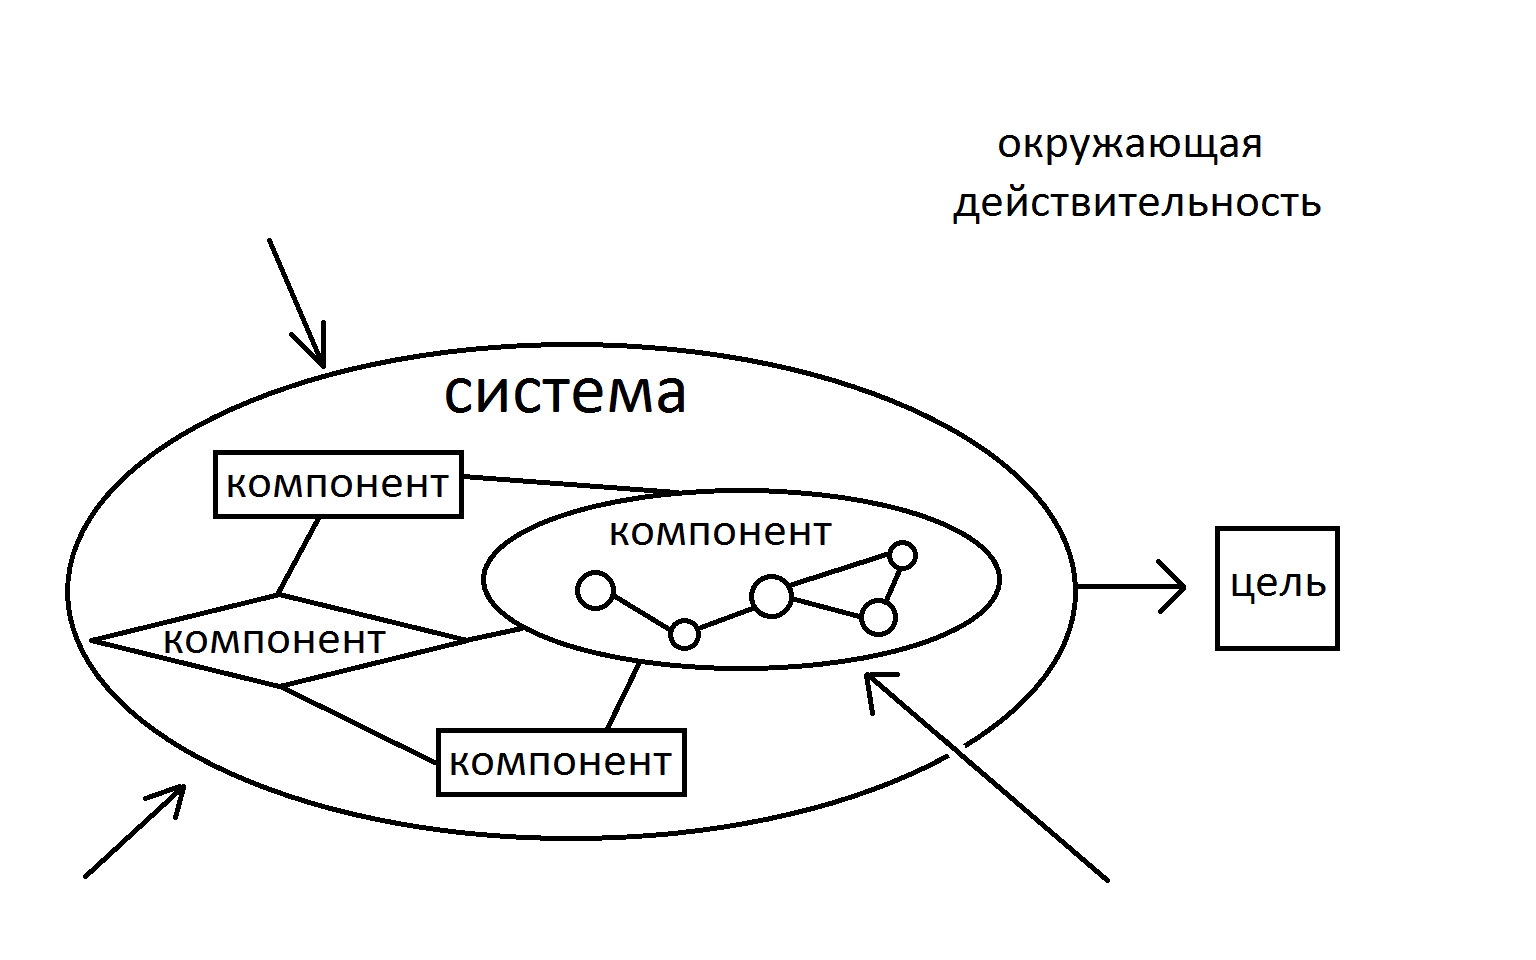 окружающая
действительность
система
компонент
компонент
компонент
компонент
цель